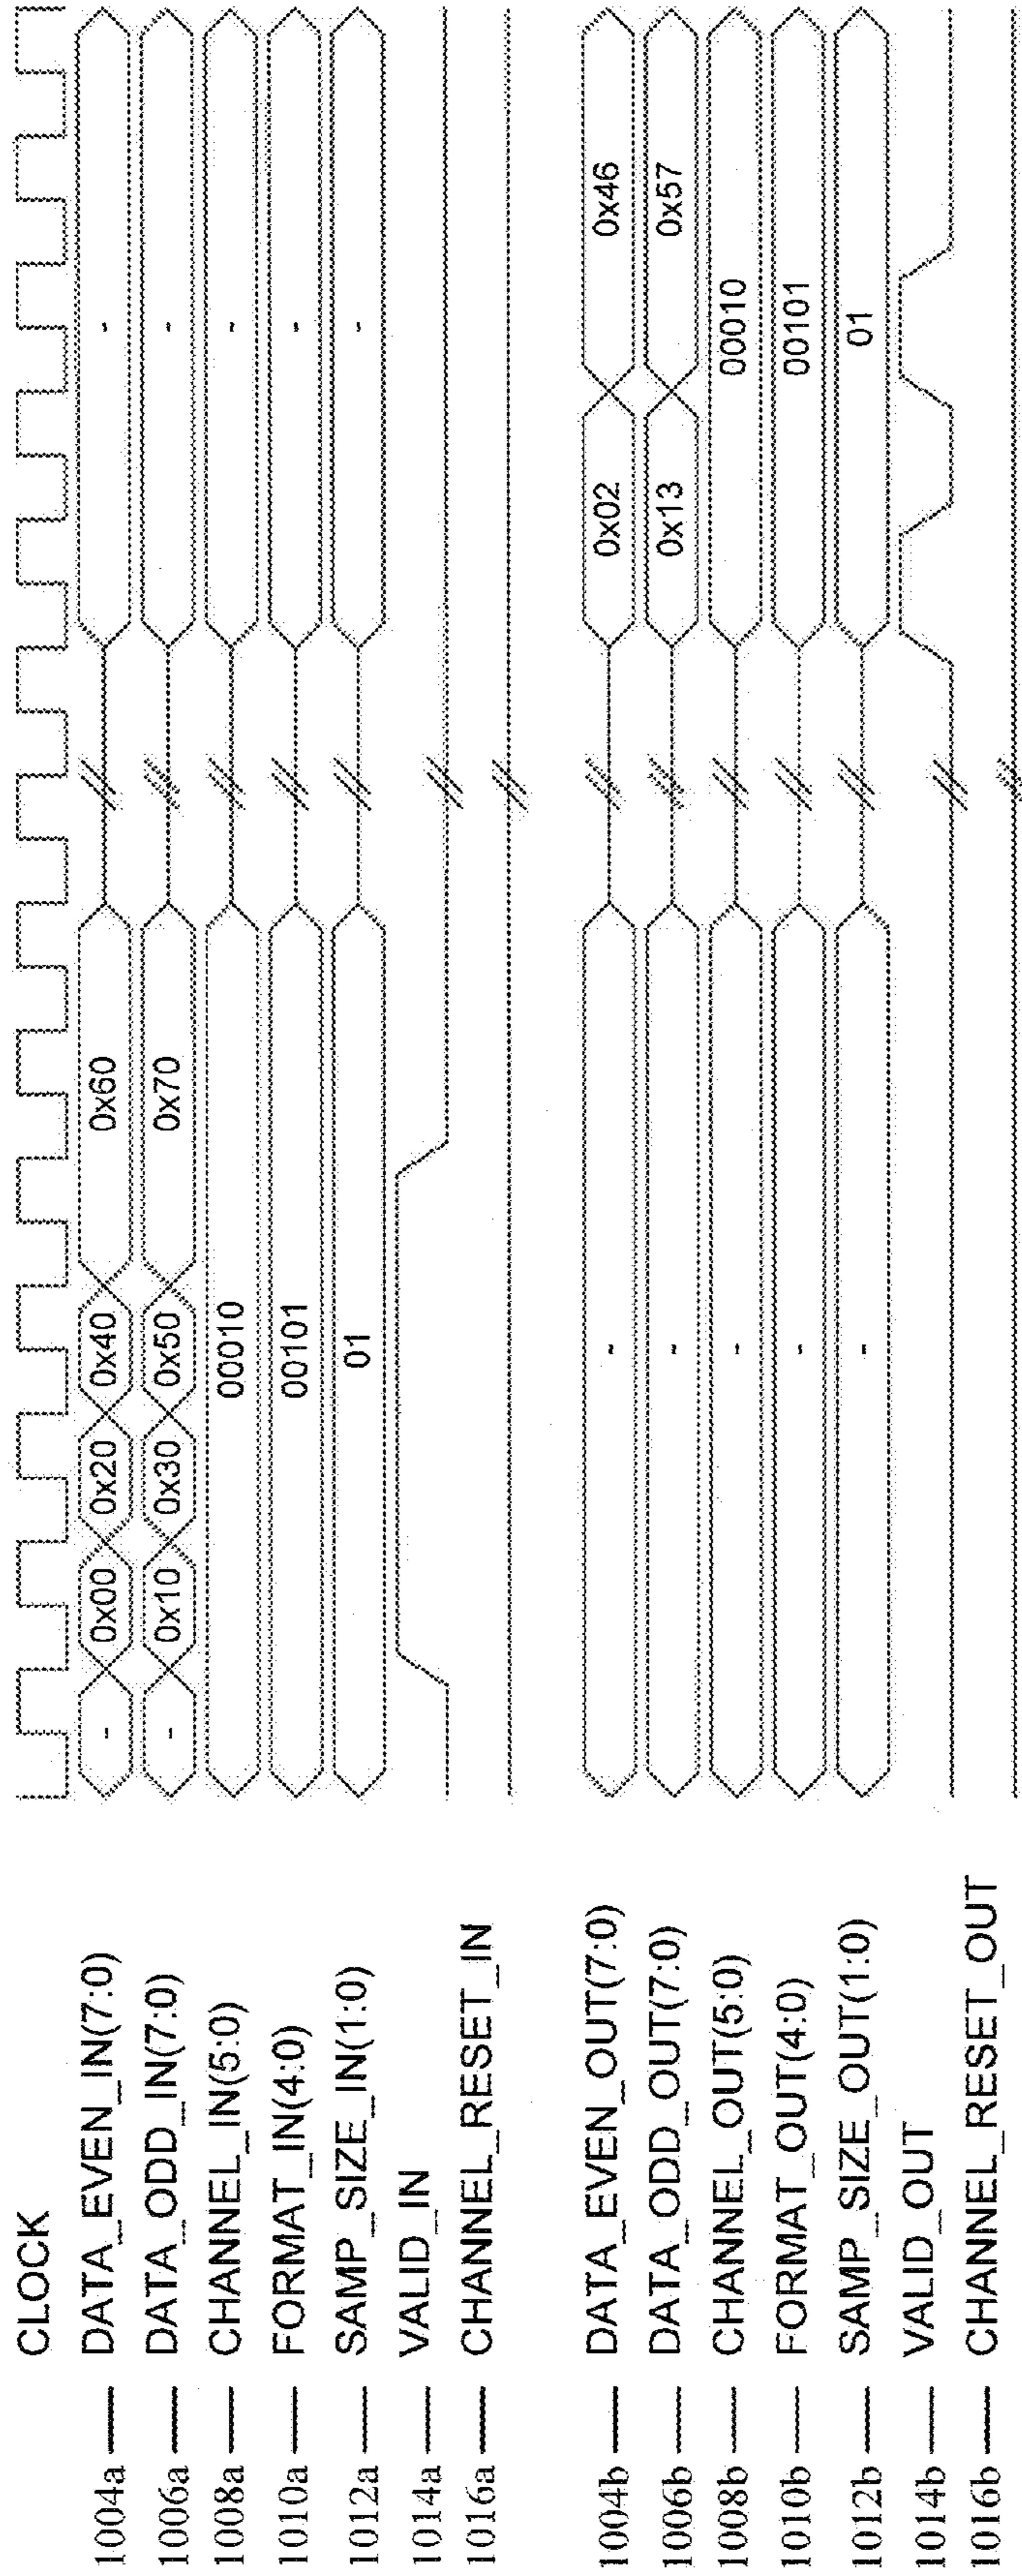 CLOCK
1004a DATA_EVEN_IN(7:0) - 0x00 0x20 0x40 0x60 -
1006a DATA_ODD_IN(7:0) - 0x10 0x30 0x50 0x70 -
1008a CHANNEL_IN(5:0) 00010 -
1010a FORMAT_IN(4:0) 00101 -
1012a SAMP_SIZE_IN(1:0) 01 -
1014a VALID_IN
1016a CHANNEL_RESET_IN
1004b DATA_EVEN_OUT(7:0) - 0x02 0x46
1006b DATA_ODD_OUT(7:0) - 0x13 0x57
1008b CHANNEL_OUT(5:0) - 00010
1010b FORMAT_OUT(4:0) - 00101
1012b SAMP_SIZE_OUT(1:0) - 01
1014b VALID_OUT
1016b CHANNEL_RESET_OUT